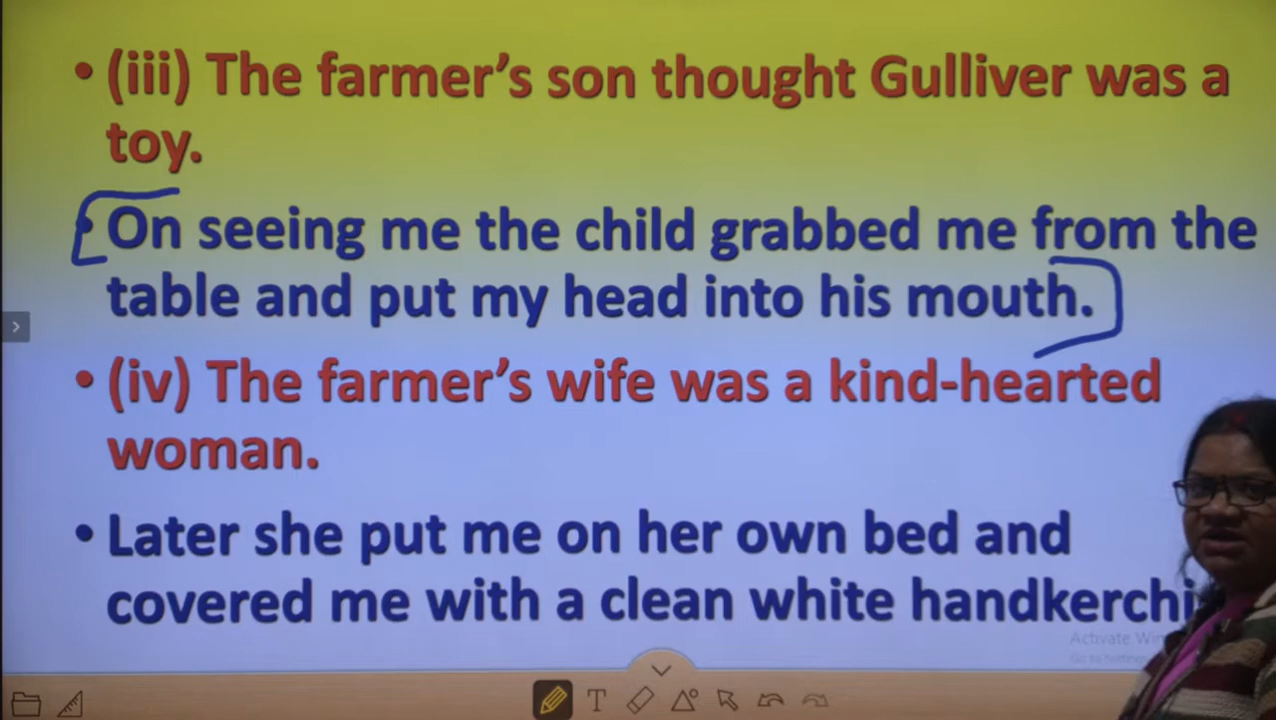 • (iii) The farmer's son thought Gulliver was a
toy.
• On seeing me the child grabbed me from the
table and put my head into his mouth.
• (iv) The farmer's wife was a kind-hearted
woman.
• Later she put me on her own bed and
covered me with a clean white handkerchi
Activate Win
T